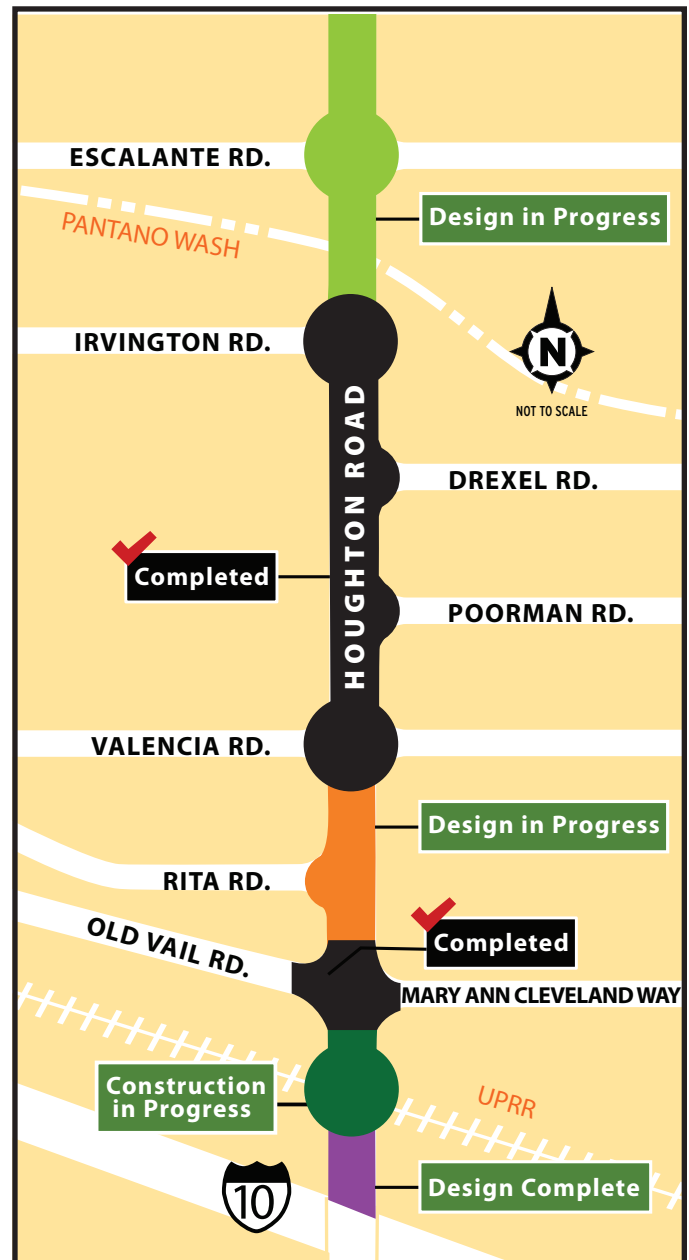 ESCALANTE RD.
Design in Progress
PANTANO WASH
IRVINGTON RD.
N
NOT TO SCALE
HOUGHTON ROAD
DREXEL RD.
Completed
POORMAN RD.
VALENCIA RD.
Design in Progress
RITA RD.
OLD VAIL RD.
Completed
MARY ANN CLEVELAND WAY
Construction
in Progress
UPRR
10
Design Complete